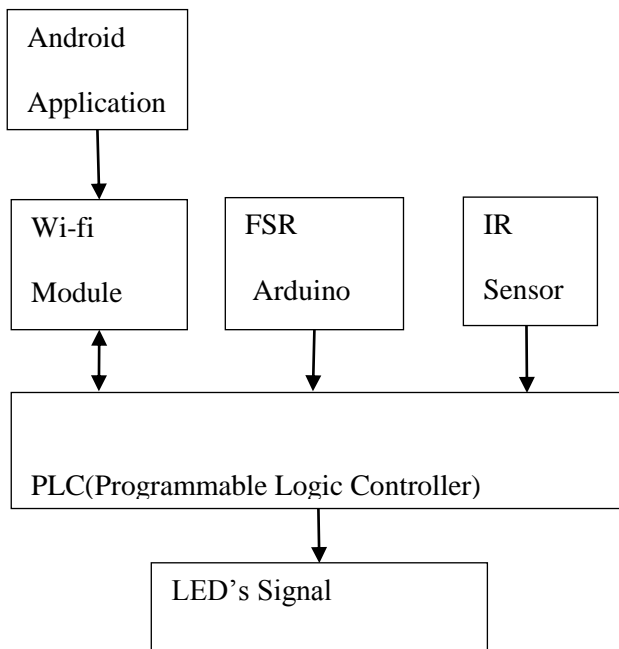 Android
Application
Wi-fi
Module
FSR
Arduino
IR
Sensor
PLC(Programmable Logic Controller)
LED’s Signal